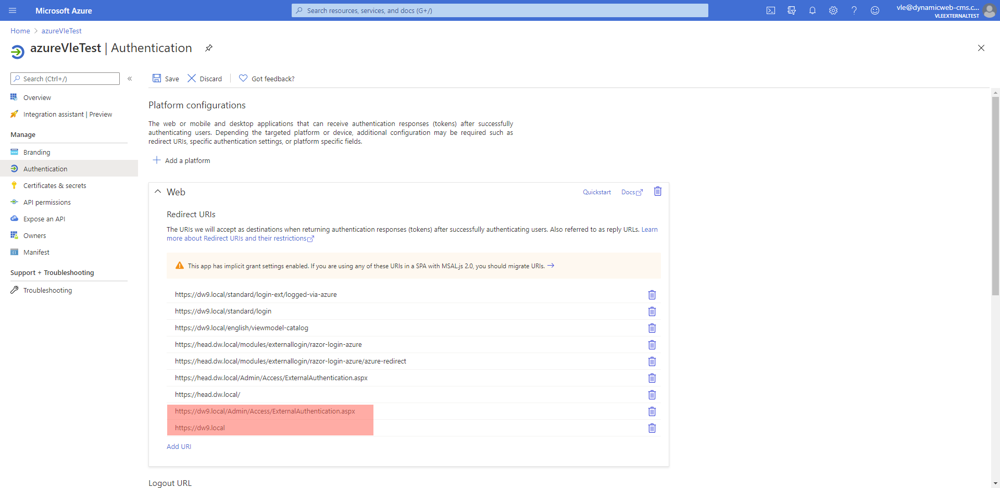 Microsoft Azure
Search resources, services, and docs (G+/)
vle@dynamicweb-cms.c...
VLEEXTERNALTEST
Home > azureVleTest
azureVleTest | Authentication
Search (Ctrl+/)
«
Overview
Integration assistant | Preview
Manage
Branding
Authentication
Certificates & secrets
API permissions
Expose an API
Owners
Manifest
Support + Troubleshooting
Troubleshooting
Save Discard Got feedback?
Platform configurations
The web or mobile and desktop applications that can receive authentication responses (tokens) after successfully
authenticating users. Depending the targeted platform or device, additional configuration may be required such as
redirect URIs, specific authentication settings, or platform specific fields.
Add a platform
Web Quickstart Docs
Redirect URIs
The URIs we will accept as destinations when returning authentication responses (tokens) after successfully authenticating users. Also referred to as reply URLs. Learn
more about Redirect URIs and their restrictions
This app has implicit grant settings enabled. If you are using any of these URIs in a SPA with MSAL.js 2.0, you should migrate URIs. →
https://dw9.local/standard/login-ext/logged-via-azure
https://dw9.local/standard/login
https://dw9.local/english/viewmodel-catalog
https://head.dw.local/modules/externallogin/razor-login-azure
https://head.dw.local/modules/externallogin/razor-login-azure/azure-redirect
https://head.dw.local/Admin/Access/ExternalAuthentication.aspx
https://head.dw.local/
https://dw9.local/Admin/Access/ExternalAuthentication.aspx
https://dw9.local
Add URI
Logout URL